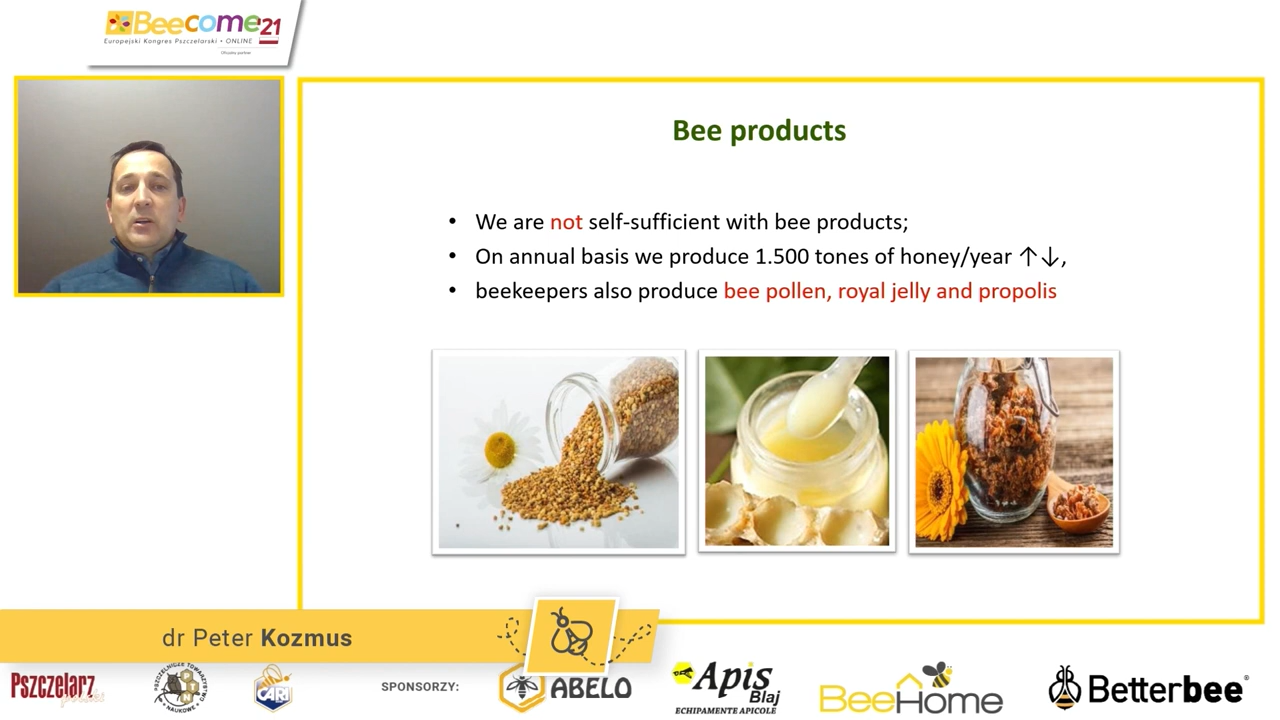 Beecome21
Europejski Kongres Pszczelarski • ONLINE
Bee products
• We are not self-sufficient with bee products;
• On annual basis we produce 1.500 tones of honey/year ↑↓,
• beekeepers also produce bee pollen, royal jelly and propolis
dr Peter Kozmus
Pszczelarz
CARI
SPONSORZY:
ABELO
Apis
Blaj
ECHIPAMENTE APICOLE
BeeHome
Betterbee®